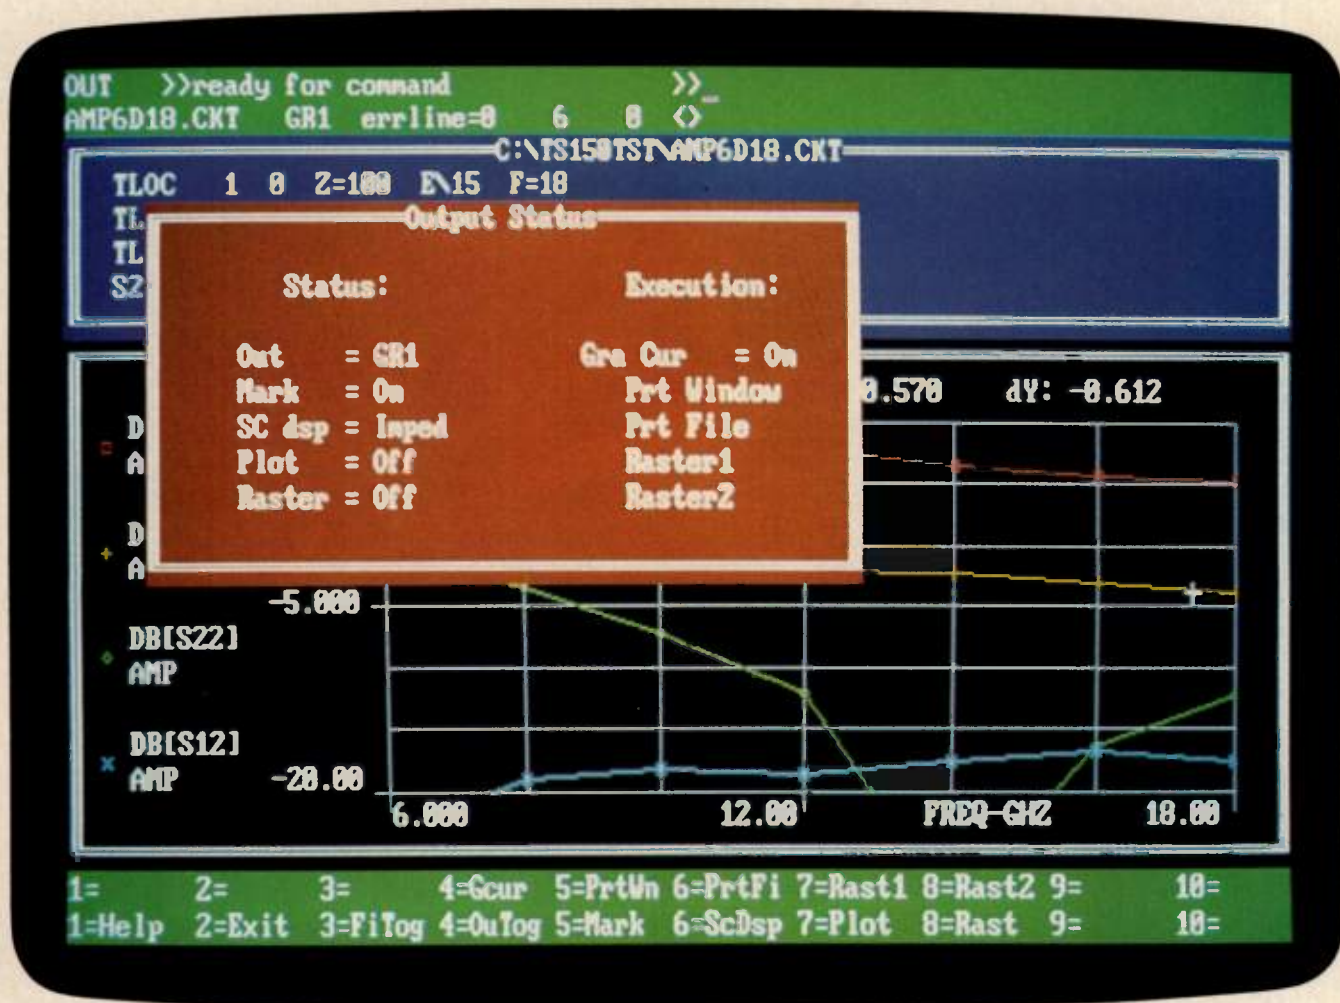 OUT >>ready for command >>_
AMP6D18.CKT GR1 errline=0 6 0 <>
C:\TS150TST\AMP6D18.CKT
TLOC 1 0 Z=100 E\15 F=18
TL
TL
S2
Output Status
Status: Execution:
Out = GR1 Gra Cur = On
Mark = On Prt Window
SC dsp = Imped Prt File
Plot = Off Raster1
Raster = Off Raster2
0.570 dY: -0.612
D
A
D
A
-5.000
DB[S22]
AMP
DB[S12]
AMP -20.00
6.000 12.00 FREQ-GHZ 18.00
1= 2= 3= 4=Gcur 5=PrtWn 6=PrtFi 7=Rast1 8=Rast2 9= 10=
1=Help 2=Exit 3=FiTog 4=OuTog 5=Mark 6=ScDsp 7=Plot 8=Rast 9= 10=